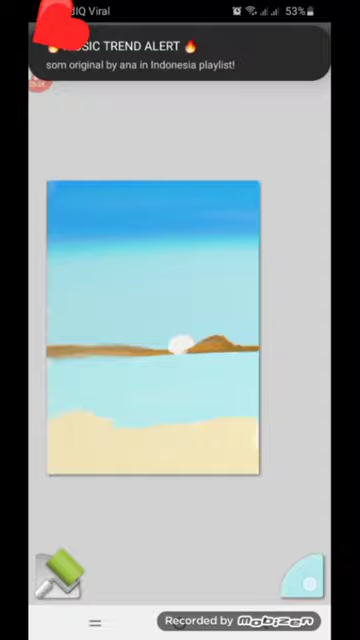 IQ Viral
53%
SIC TREND ALERT
som original by ana in Indonesia playlist!
Recorded by
mobizen